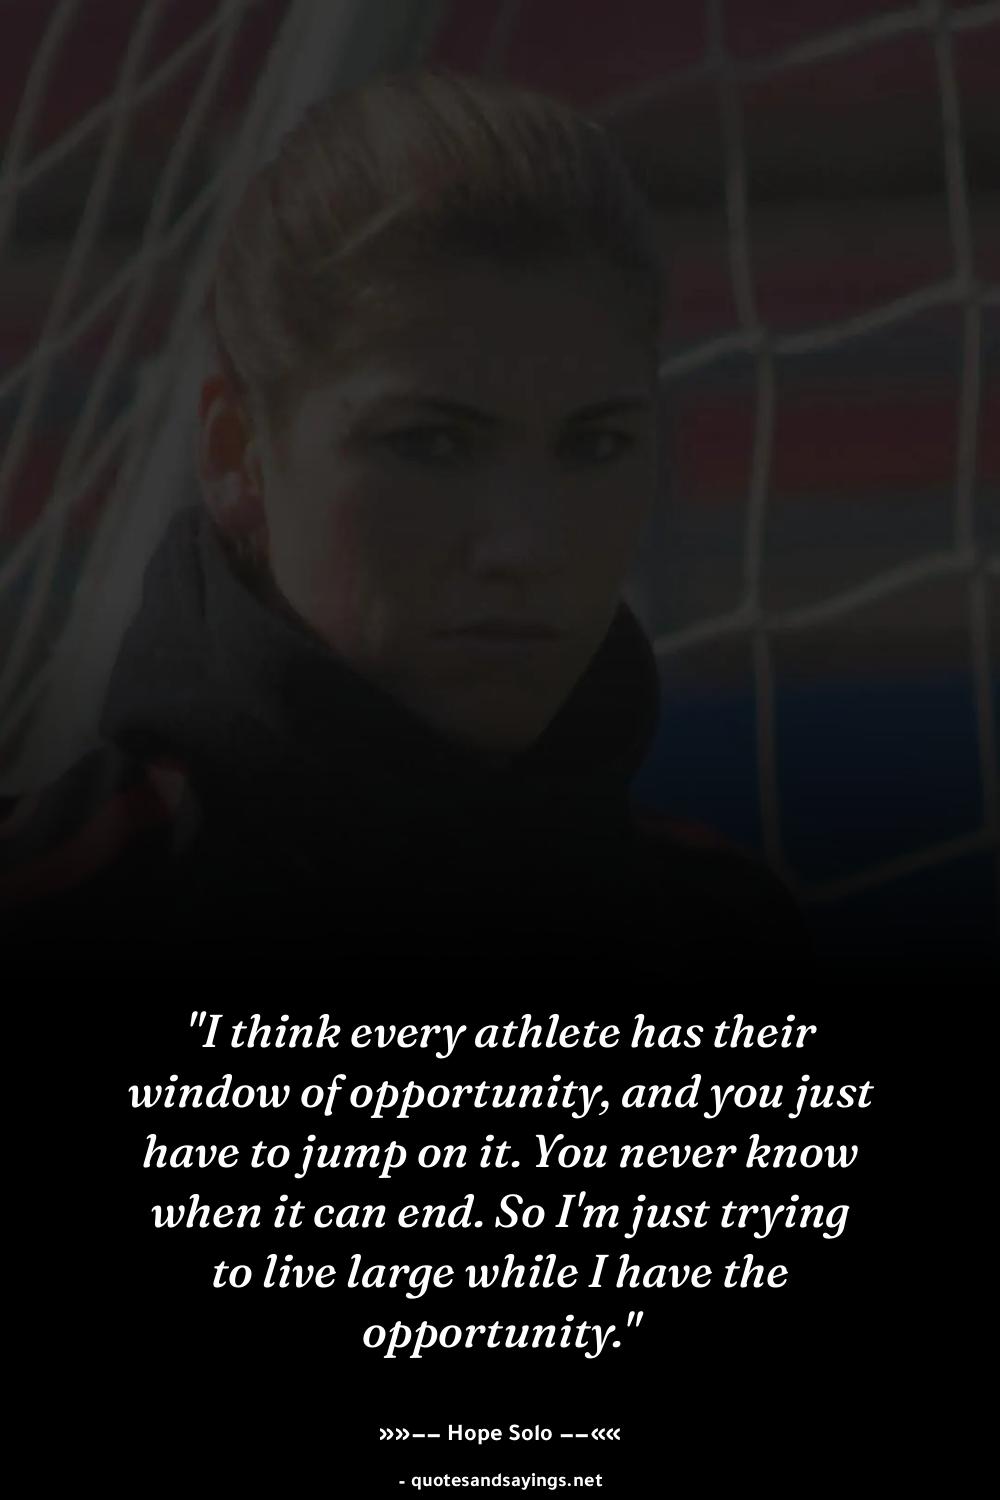 "I think every athlete has their
window of opportunity, and you just
have to jump on it. You never know
when it can end. So I'm just trying
to live large while I have the
opportunity."
»»–– Hope Solo ––««
- quotesandsayings.net